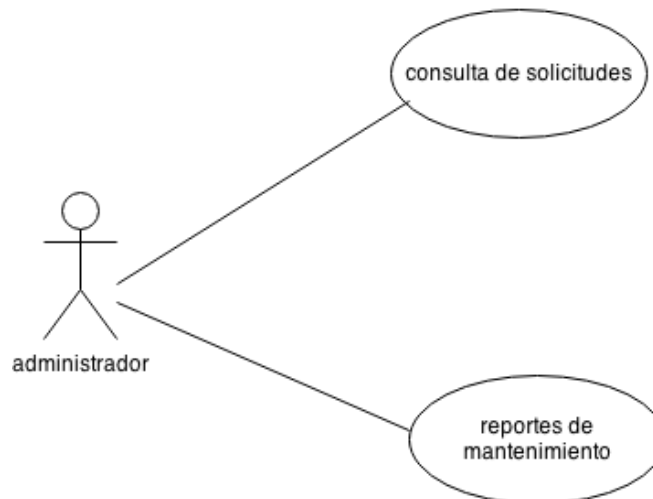 consulta de solicitudes
administrador
reportes de
mantenimiento